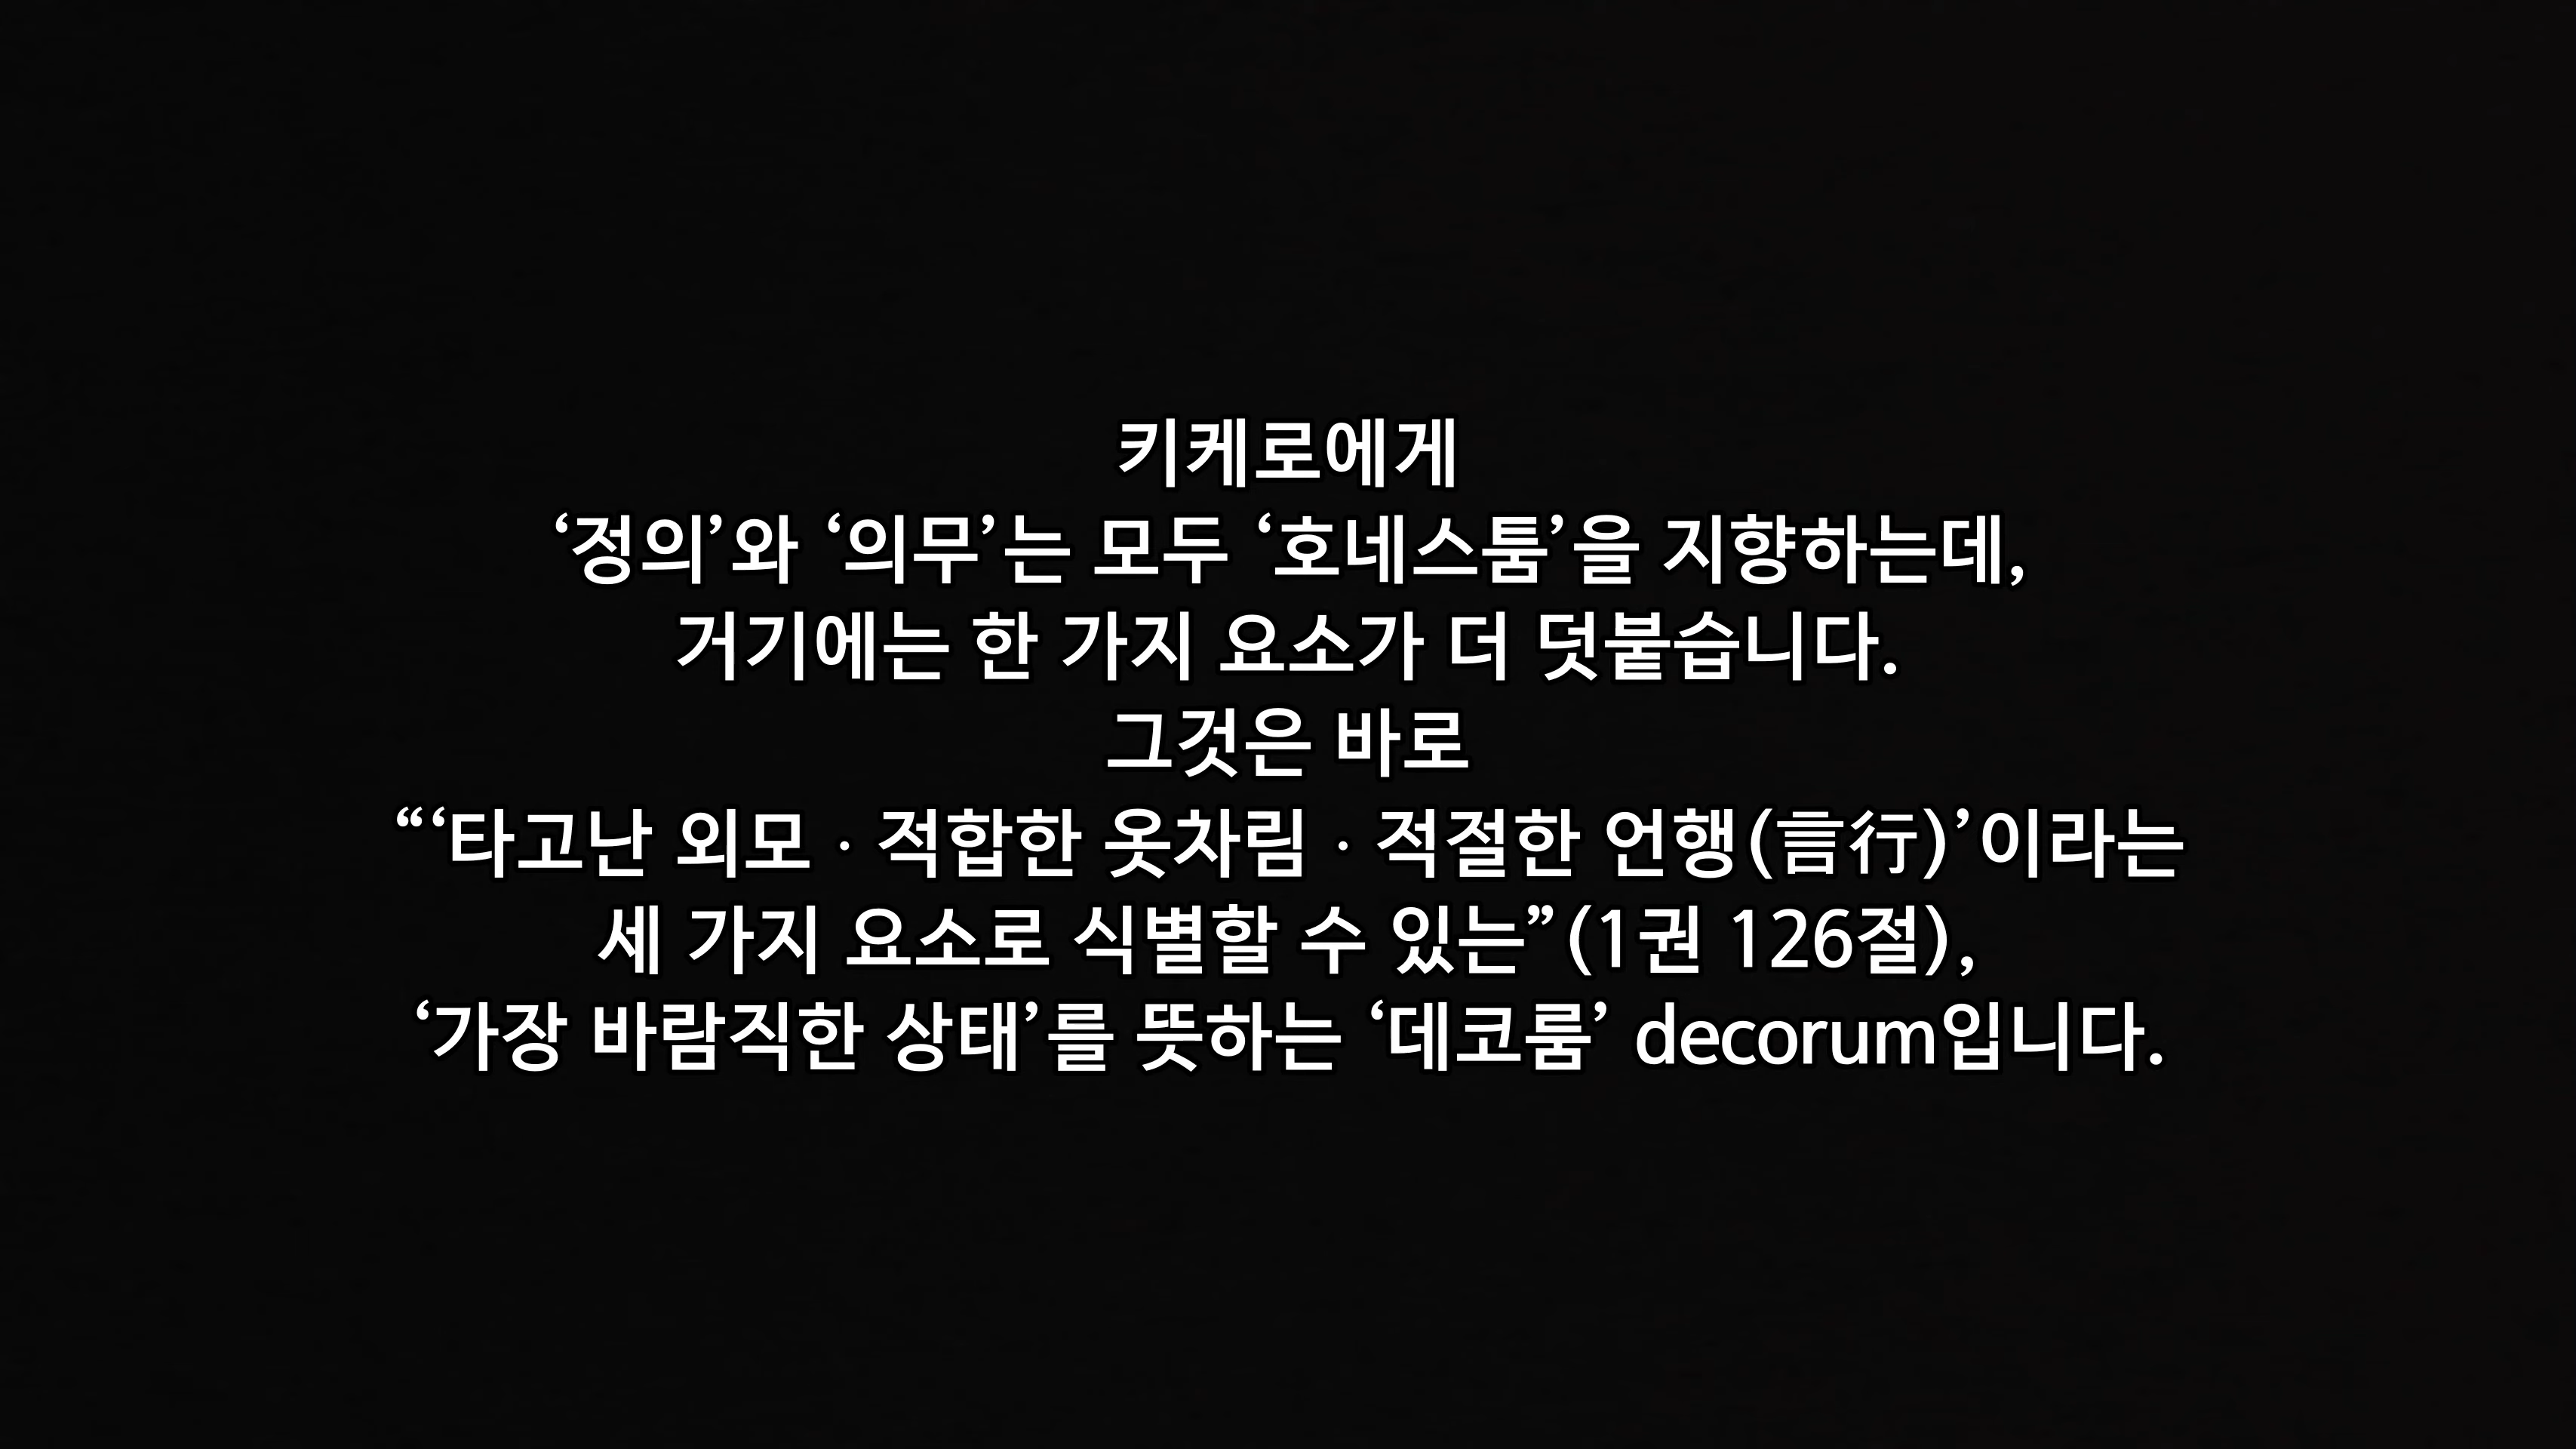 키케로에게
‘정의’와 ‘의무’는 모두 ‘호네스툼’을 지향하는데,
거기에는 한 가지 요소가 더 덧붙습니다.
그것은 바로
“‘타고난 외모 · 적합한 옷차림 · 적절한 언행(言行)’이라는
세 가지 요소로 식별할 수 있는”(1권 126절),
‘가장 바람직한 상태’를 뜻하는 ‘데코룸’ decorum입니다.